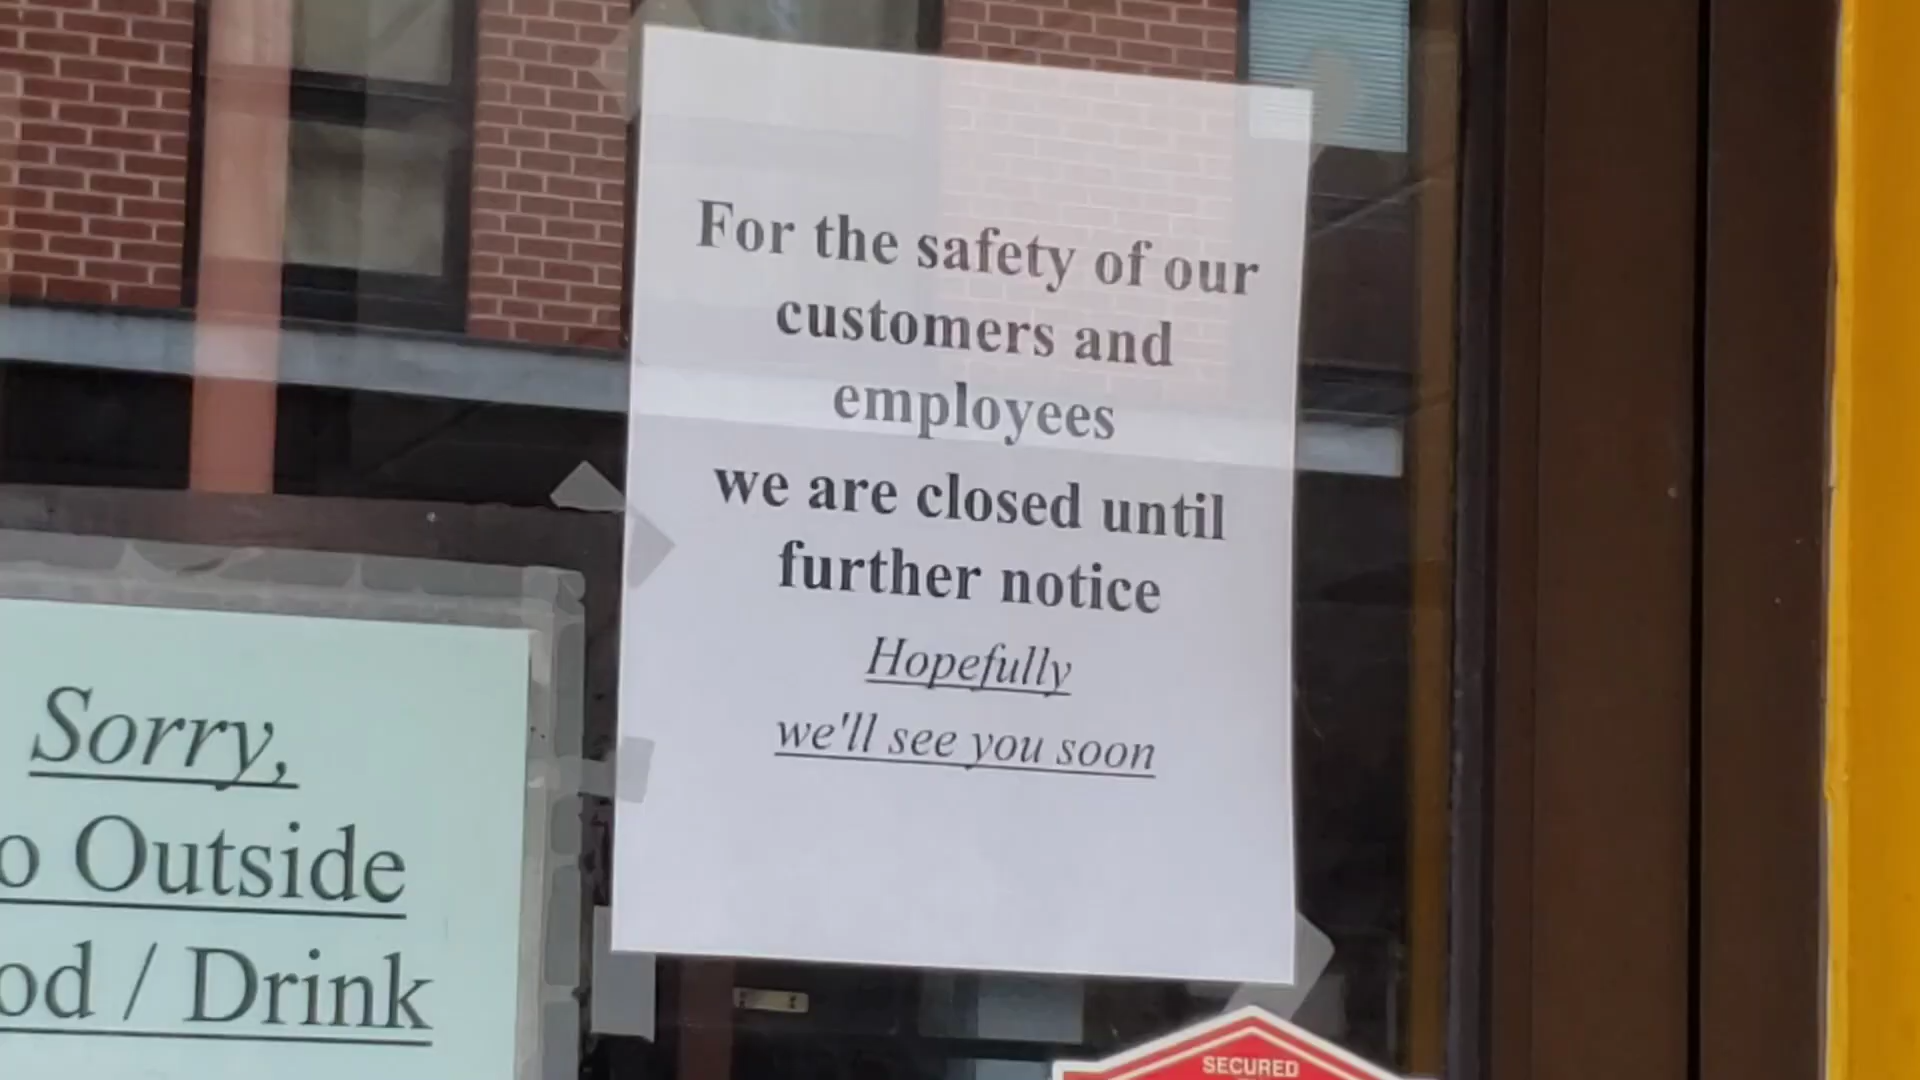 For the safety of our
customers and
employees
we are closed until
further notice
Hopefully
we'll see you soon
Sorry,
o Outside
od / Drink
SECURED